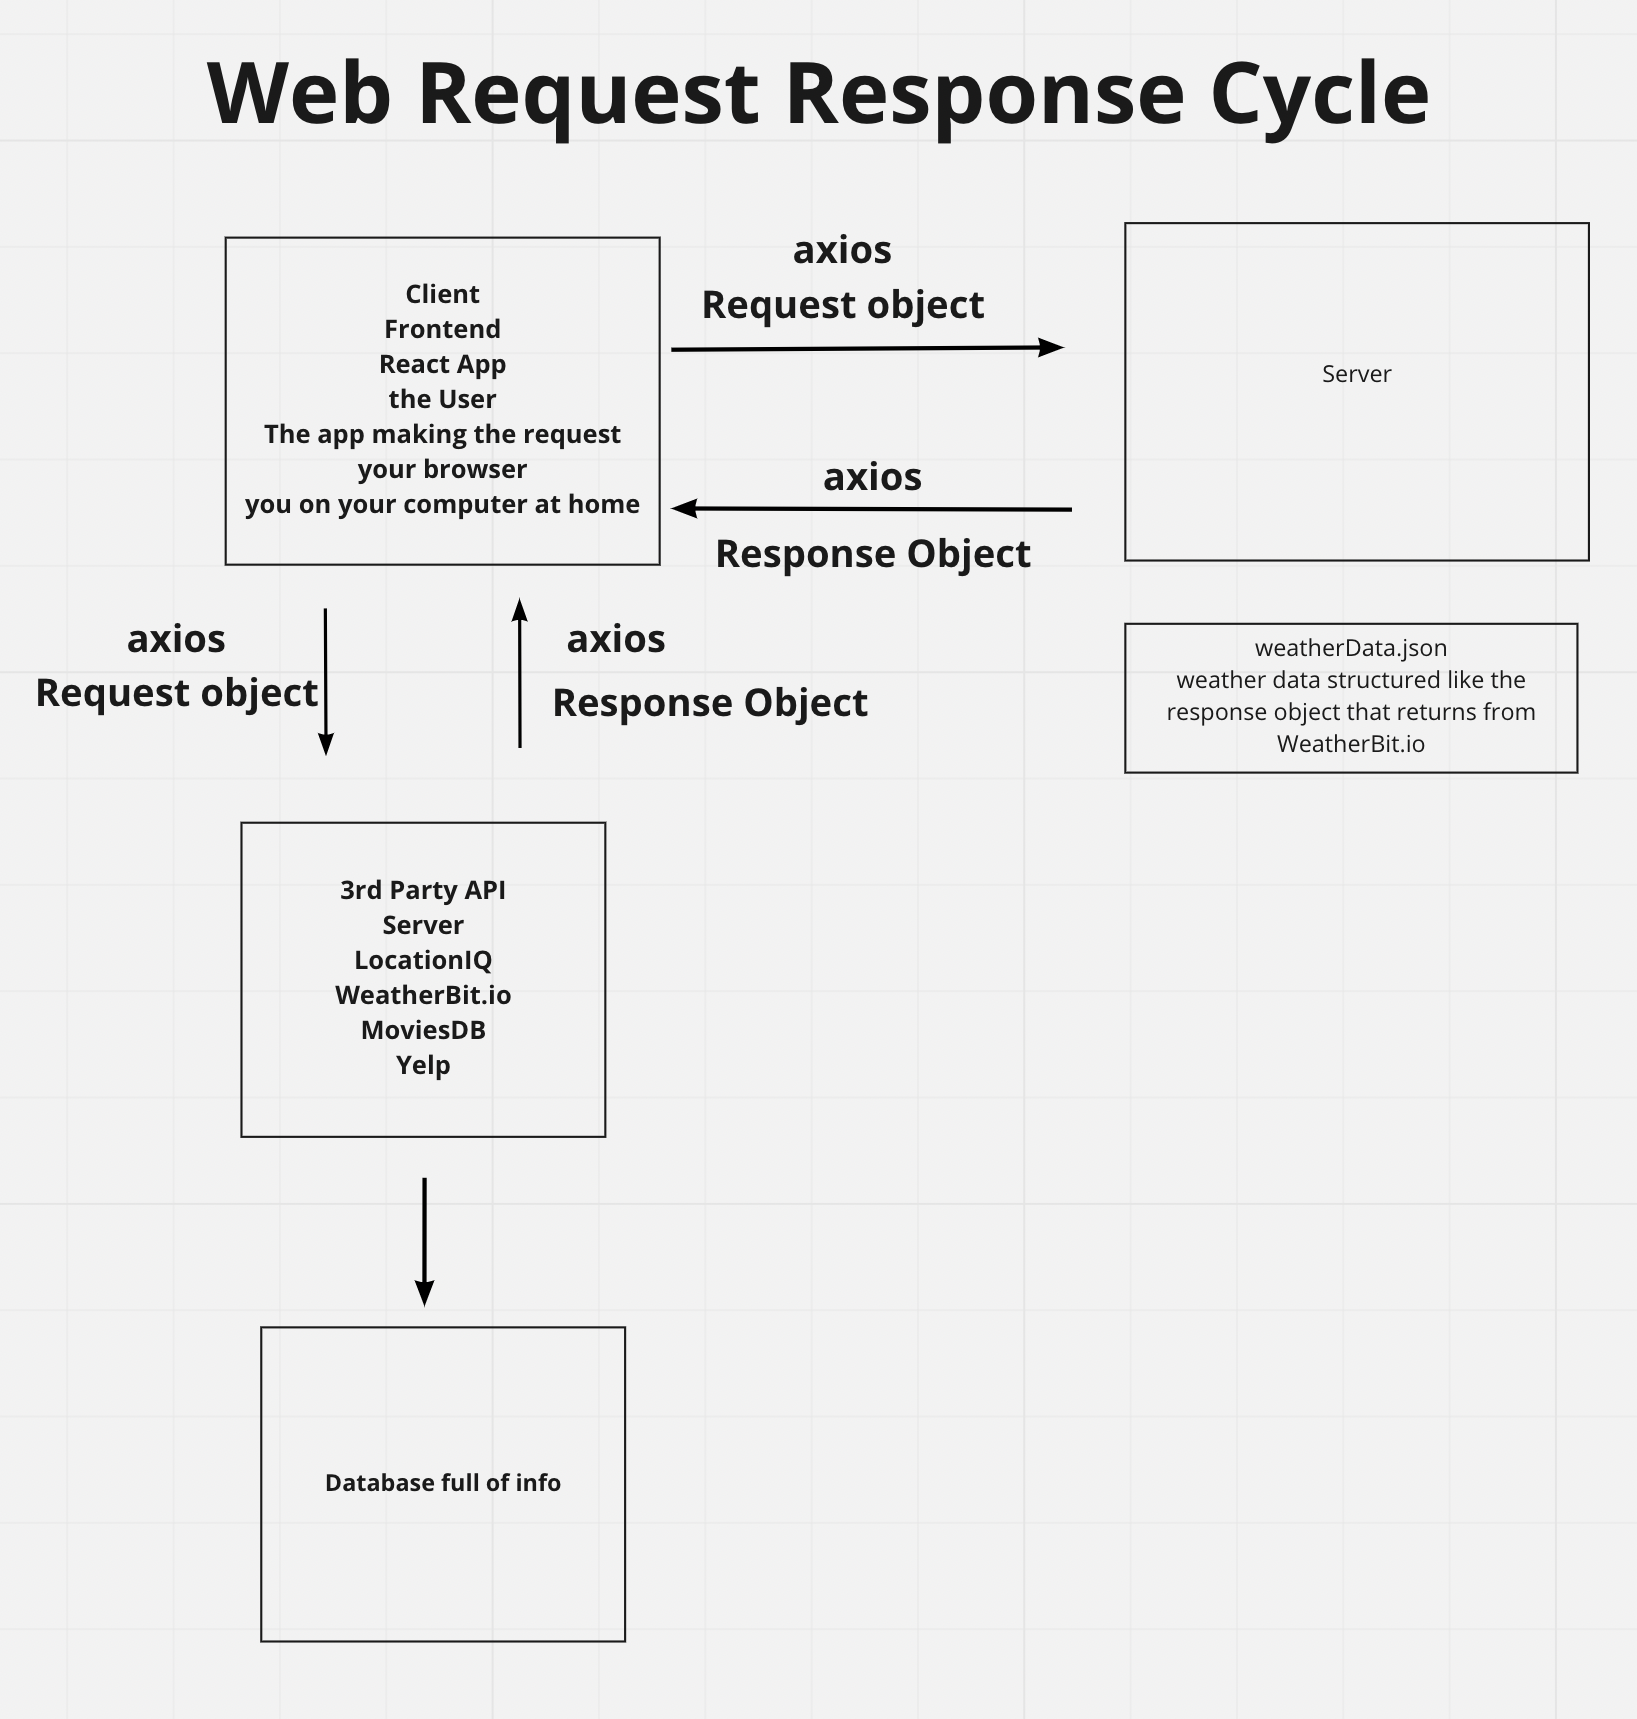 Web Request Response Cycle
Client
Frontend
React App
the User
The app making the request
your browser
you on your computer at home
axios
Request object
axios
Response Object
Server
weatherData.json
weather data structured like the
response object that returns from
WeatherBit.io
axios
Request object
axios
Response Object
3rd Party API
Server
LocationIQ
WeatherBit.io
MoviesDB
Yelp
Database full of info